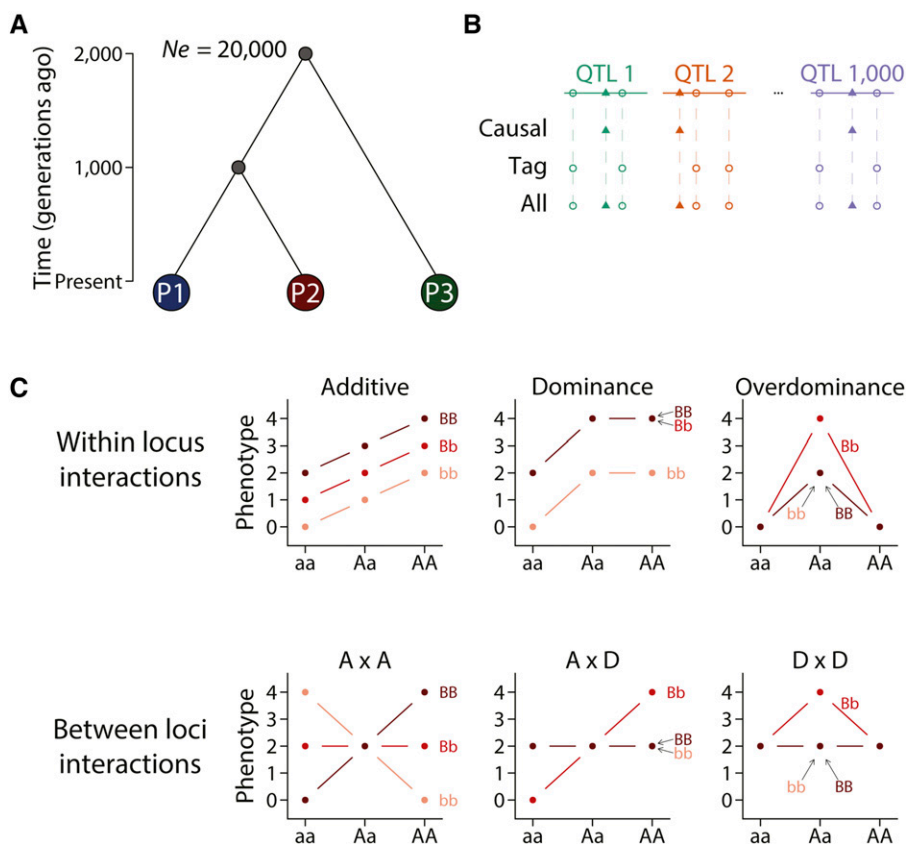 A
Ne = 20,000
Time (generations ago)
2,000
1,000
Present
P1 P2 P3
B
QTL 1 QTL 2 ... QTL 1,000
Causal
Tag
All
C
Within locus
interactions
Additive
Phenotype
4
3
2
1
0
BB
Bb
bb
aa Aa AA
Dominance
4
3
2
1
0
BB
Bb
bb
aa Aa AA
Overdominance
4
3
2
1
0
Bb
bb BB
aa Aa AA
Between loci
interactions
A x A
Phenotype
4
3
2
1
0
BB
Bb
bb
aa Aa AA
A x D
4
3
2
1
0
Bb
BB
bb
aa Aa AA
D x D
4
3
2
1
0
Bb
bb BB
aa Aa AA